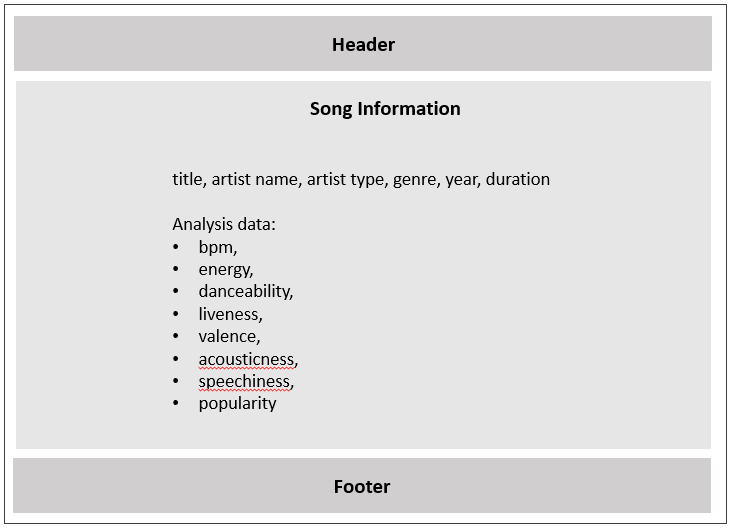 Header
Song Information
title, artist name, artist type, genre, year, duration
Analysis data:
• bpm,
• energy,
• danceability,
• liveness,
• valence,
• acousticness,
• speechiness,
• popularity
Footer